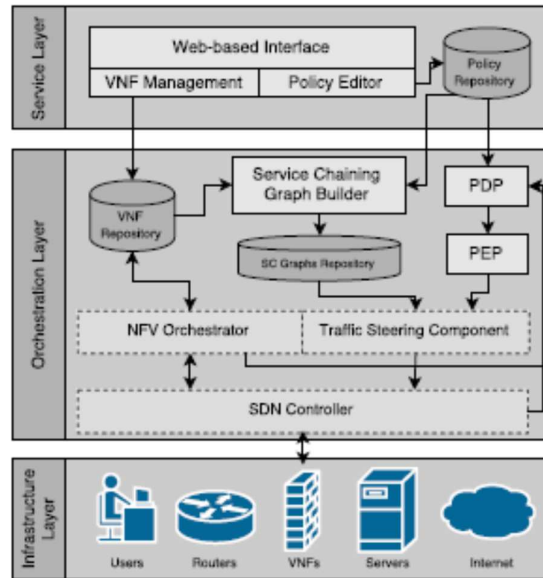 Service Layer
Web-based Interface
VNF Management
Policy Editor
Policy
Repository
Orchestration Layer
VNF
Repository
Service Chaining
Graph Builder
PDP
SC Graphs Repository
PEP
NFV Orchestrator
Traffic Steering Component
SDN Controller
Infrastructure
Layer
Users
Routers
VNFs
Servers
Internet